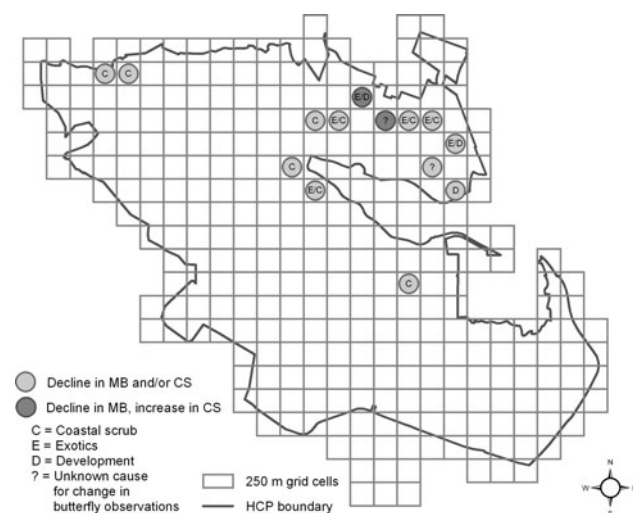 C C
E/D
C E/C ? E/C E/C
E/D
C ?
E/C D
C
Decline in MB and/or CS
Decline in MB, increase in CS
C = Coastal scrub
E = Exotics
D = Development
? = Unknown cause
for change in
butterfly observations
250 m grid cells
HCP boundary
N